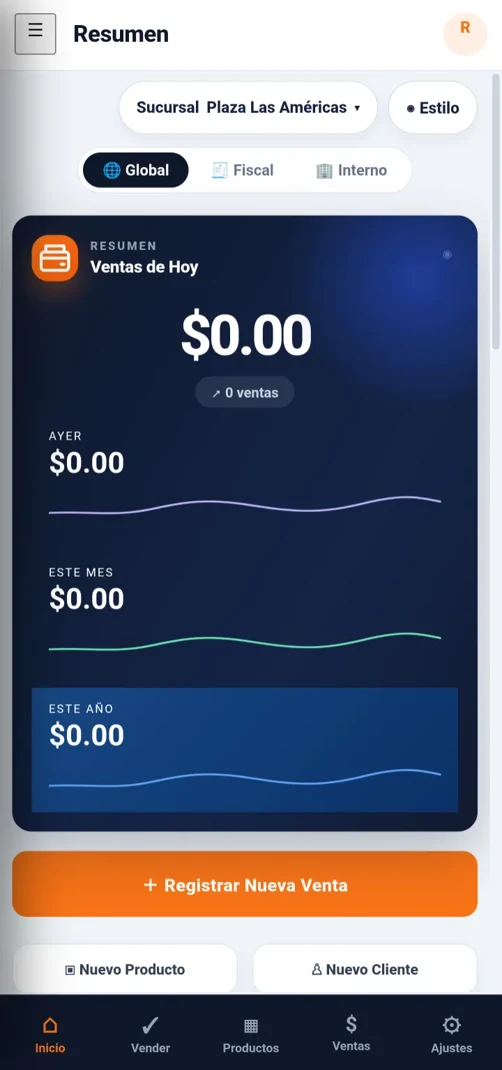 Resumen
R
Sucursal Plaza Las Américas
Estilo
Global
Fiscal
Interno
RESUMEN
Ventas de Hoy
$0.00
0 ventas
AYER
$0.00
ESTE MES
$0.00
ESTE AÑO
$0.00
+ Registrar Nueva Venta
Nuevo Producto
Nuevo Cliente
Inicio
Vender
Productos
$
Ventas
Ajustes